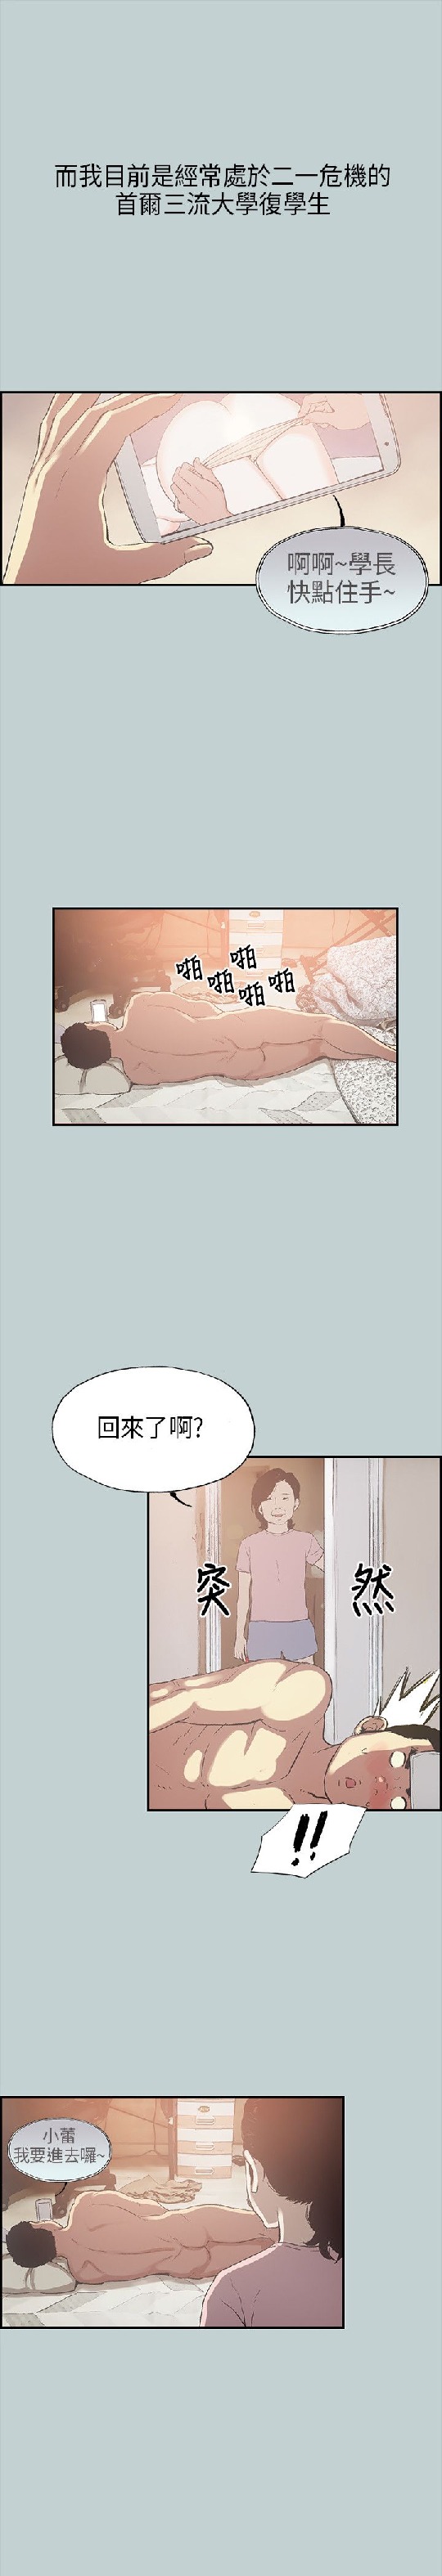 而我目前是經常處於二一危機的
首爾三流大學復學生
啊啊~學長
快點住手~
啪啪啪啪啪
回來了啊?
突然
!!
小蕾
我要進去囉~